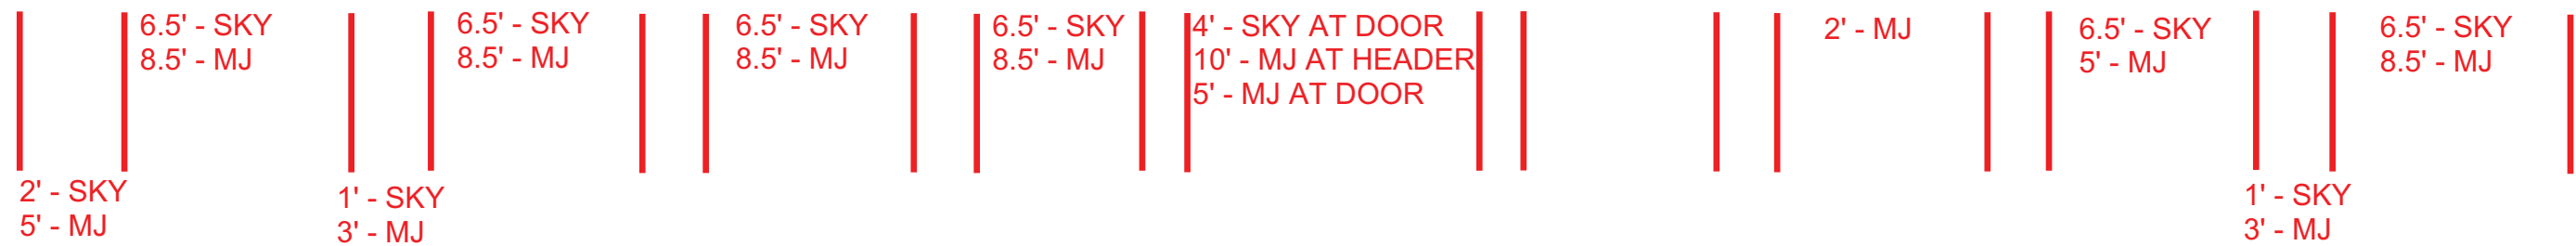 6.5' - SKY
8.5' - MJ
6.5' - SKY
8.5' - MJ
6.5' - SKY
8.5' - MJ
6.5' - SKY
8.5' - MJ
4' - SKY AT DOOR
10' - MJ AT HEADER
5' - MJ AT DOOR
2' - MJ
6.5' - SKY
5' - MJ
6.5' - SKY
8.5' - MJ
2' - SKY
5' - MJ
1' - SKY
3' - MJ
1' - SKY
3' - MJ